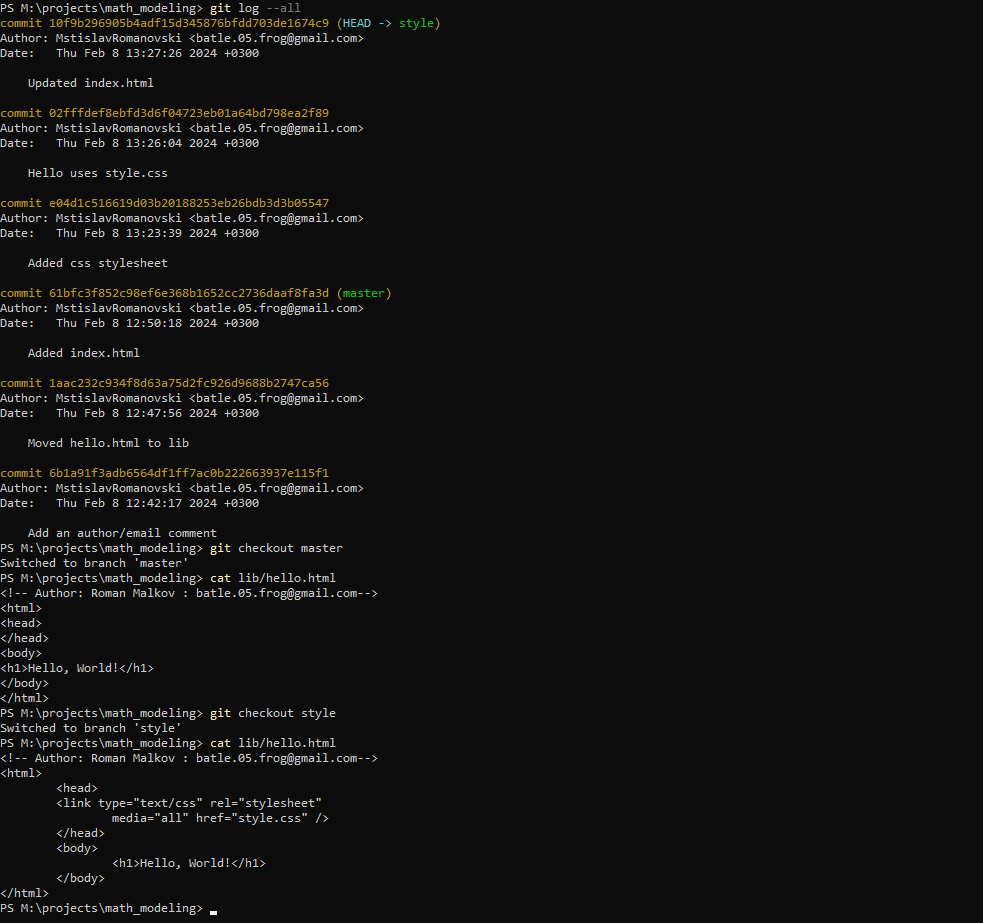 PS M:\projects\math_modeling> git log --all
commit 10f9b296905b4adf15d345876bfdd703de1674c9 (HEAD -> style)
Author: MstislavRomanovski <batle.05.frog@gmail.com>
Date:   Thu Feb 8 13:27:26 2024 +0300
    Updated index.html
commit 02fffdef8ebfd3d6f04723eb01a64bd798ea2f89
Author: MstislavRomanovski <batle.05.frog@gmail.com>
Date:   Thu Feb 8 13:26:04 2024 +0300
    Hello uses style.css
commit e04d1c516619d03b20188253eb26bdb3d3b05547
Author: MstislavRomanovski <batle.05.frog@gmail.com>
Date:   Thu Feb 8 13:23:39 2024 +0300
    Added css stylesheet
commit 61bfc3f852c98ef6e368b1652cc2736daaf8fa3d (master)
Author: MstislavRomanovski <batle.05.frog@gmail.com>
Date:   Thu Feb 8 12:50:18 2024 +0300
    Added index.html
commit 1aac232c934f8d63a75d2fc926d9688b2747ca56
Author: MstislavRomanovski <batle.05.frog@gmail.com>
Date:   Thu Feb 8 12:47:56 2024 +0300
    Moved hello.html to lib
commit 6b1a91f3adb6564df1ff7ac0b222663937e115f1
Author: MstislavRomanovski <batle.05.frog@gmail.com>
Date:   Thu Feb 8 12:42:17 2024 +0300
    Add an author/email comment
PS M:\projects\math_modeling> git checkout master
Switched to branch 'master'
PS M:\projects\math_modeling> cat lib/hello.html
<!-- Author: Roman Malkov : batle.05.frog@gmail.com-->
<html>
<head>
</head>
<body>
<h1>Hello, World!</h1>
</body>
</html>
PS M:\projects\math_modeling> git checkout style
Switched to branch 'style'
PS M:\projects\math_modeling> cat lib/hello.html
<!-- Author: Roman Malkov : batle.05.frog@gmail.com-->
<html>
        <head>
        <link type="text/css" rel="stylesheet"
                media="all" href="style.css" />
        </head>
        <body>
                <h1>Hello, World!</h1>
        </body>
</html>
PS M:\projects\math_modeling>